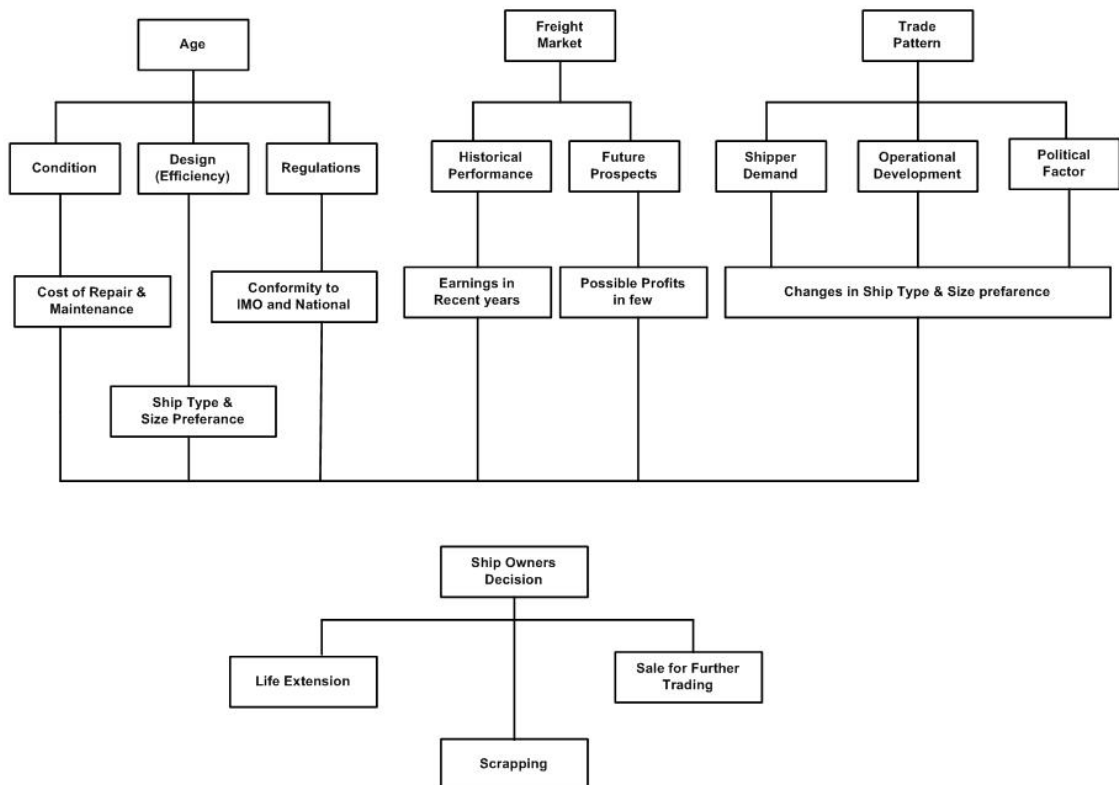 Age
Freight
Market
Trade
Pattern
Condition
Design
(Efficiency)
Regulations
Historical
Performance
Future
Prospects
Shipper
Demand
Operational
Development
Political
Factor
Cost of Repair &
Maintenance
Conformity to
IMO and National
Earnings in
Recent years
Possible Profits
in few
Changes in Ship Type & Size prefarence
Ship Type &
Size Preferance
Ship Owners
Decision
Life Extension
Sale for Further
Trading
Scrapping